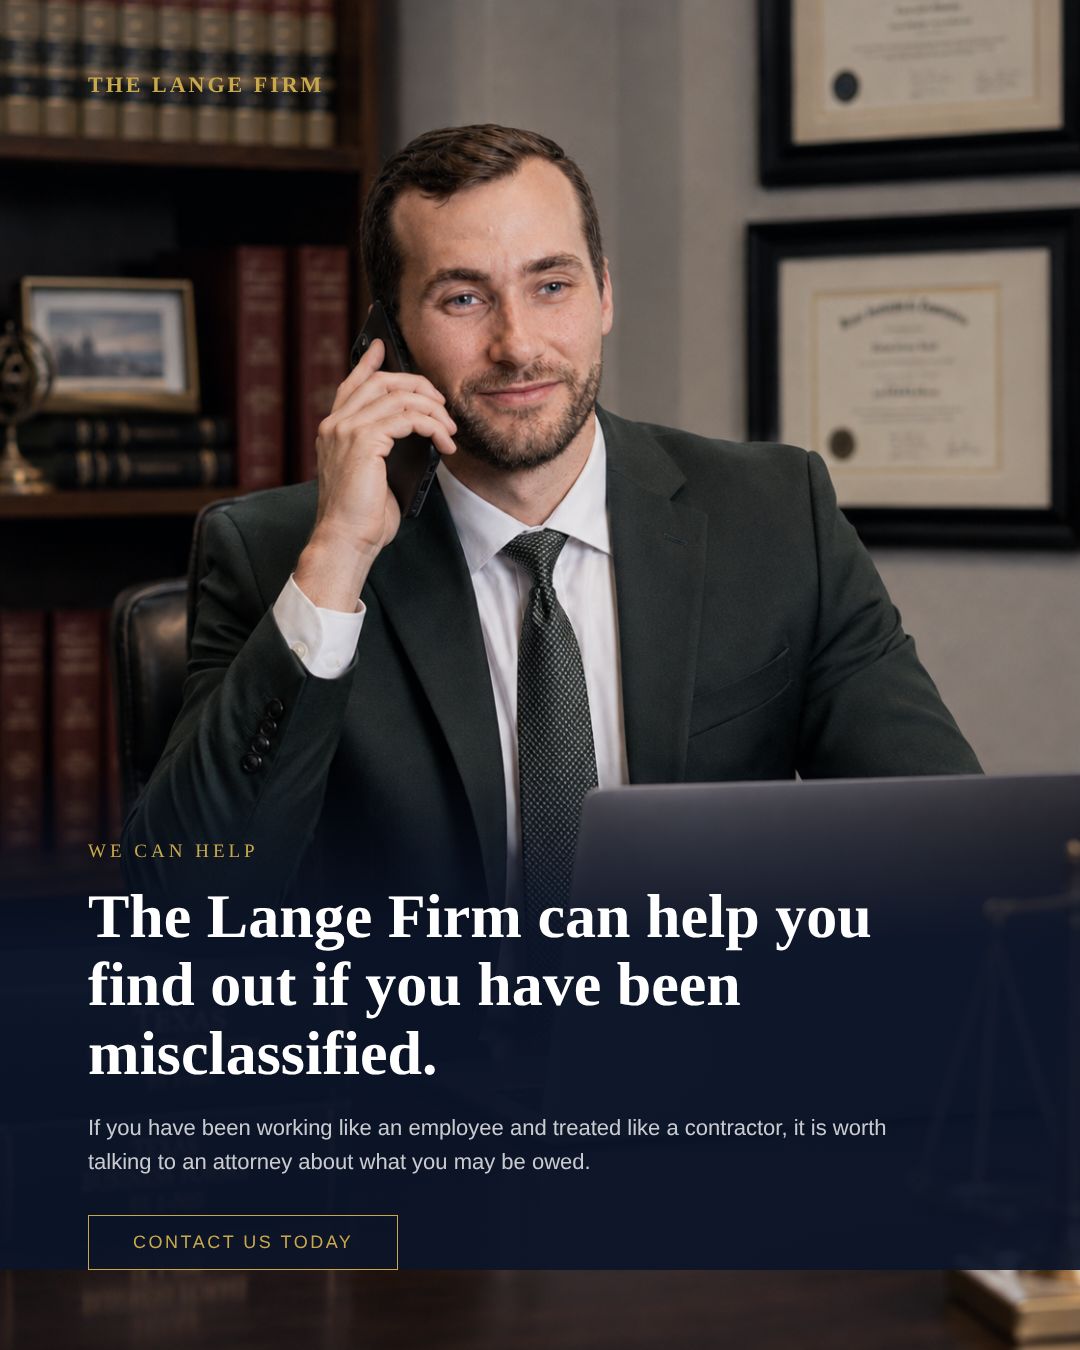 THE LANGE FIRM
WE CAN HELP
The Lange Firm can help you
find out if you have been
misclassified.
If you have been working like an employee and treated like a contractor, it is worth
talking to an attorney about what you may be owed.
CONTACT US TODAY